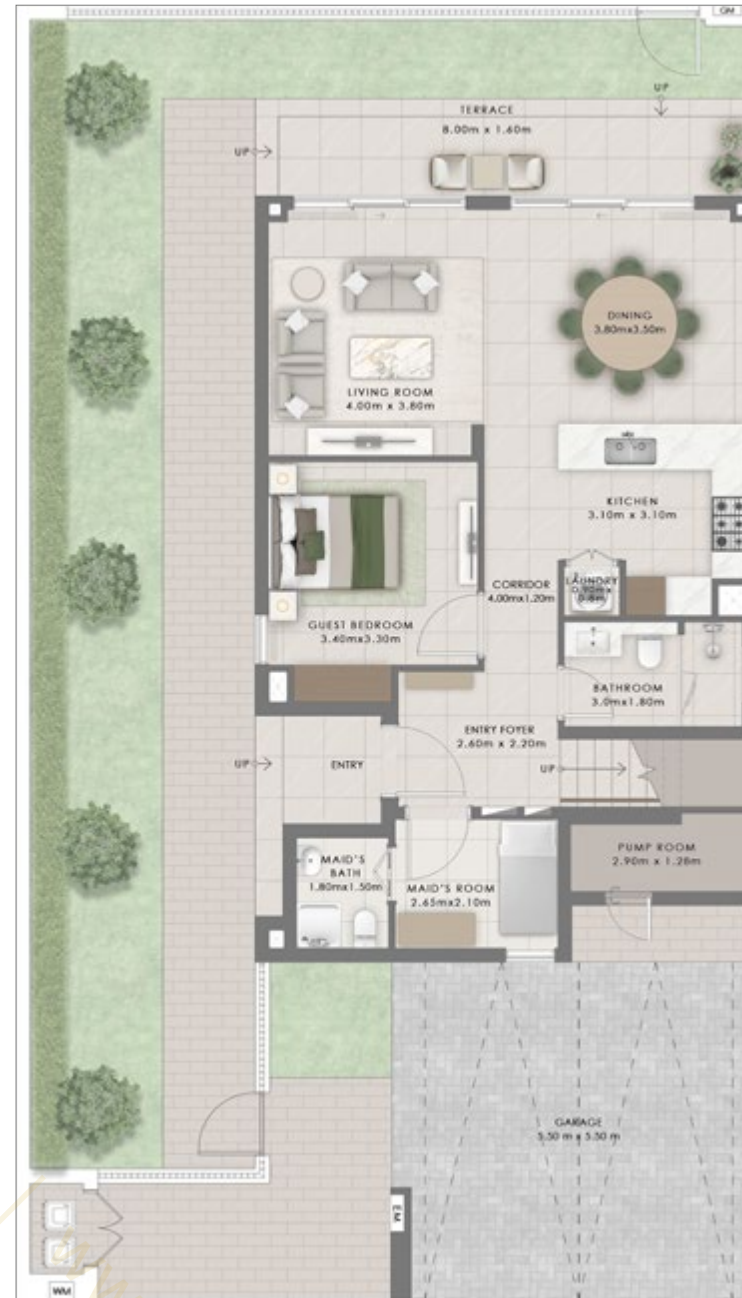 GM
UP
TERRACE
8.00m x 1.60m
UP
DINING
3.80mx3.50m
LIVING ROOM
4.00m x 3.80m
KITCHEN
3.10m x 3.10m
CORRIDOR
4.00mx1.20m
LAUNDRY
GUEST BEDROOM
3.40mx3.30m
BATHROOM
3.0mx1.80m
ENTRY FOYER
2.60m x 2.20m
UP
ENTRY
UP
MAID'S
BATH
1.80mx1.50m
MAID'S ROOM
2.65mx2.10m
PUMP ROOM
2.90m x 1.28m
GARAGE
5.50 m x 5.50 m
EM
WM